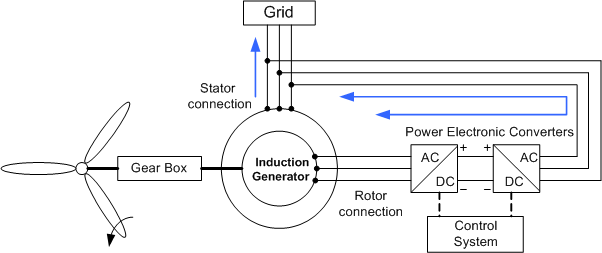 Grid
Stator
connection
Power Electronic Converters
Gear Box
Induction
Generator
AC
DC
+ +
− −
AC
DC
Rotor
connection
Control
System